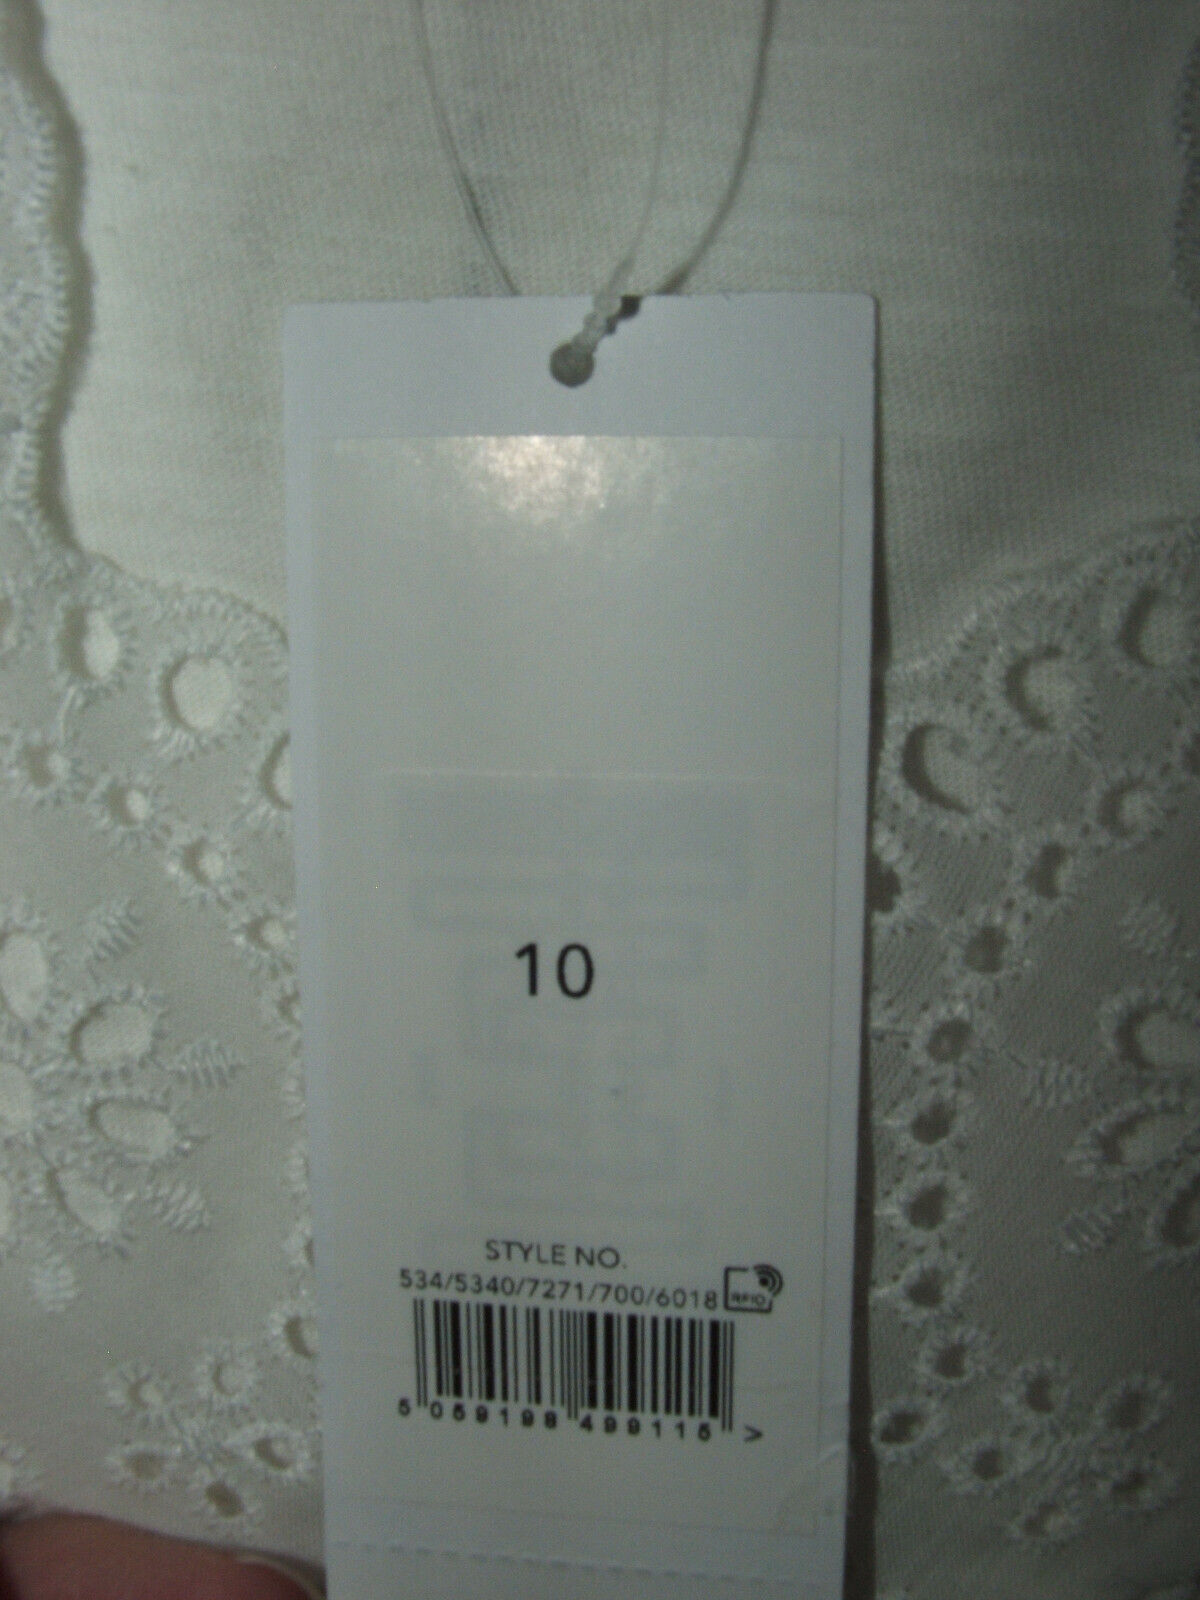 10
STYLE NO.
534/5340/7271/700/6018 RFID
5 059198 499115 >